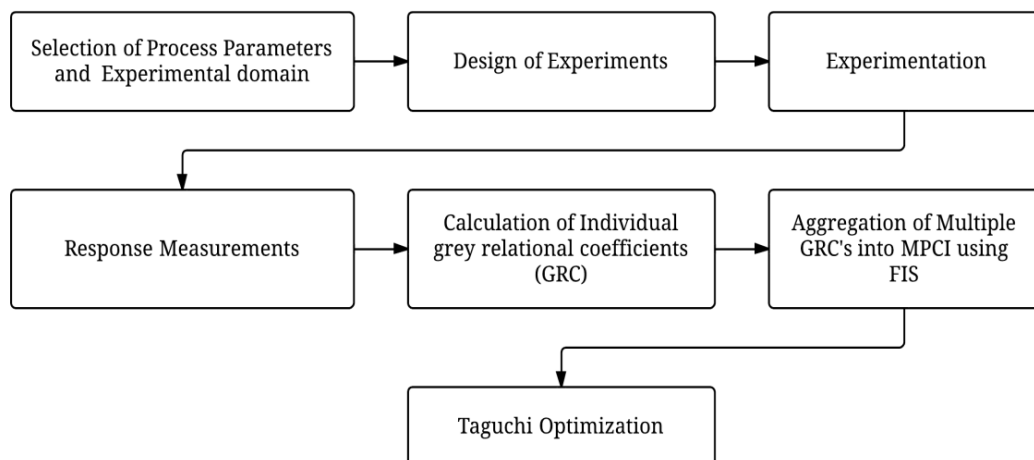 Selection of Process Parameters
and Experimental domain
Design of Experiments
Experimentation
Response Measurements
Calculation of Individual
grey relational coefficients
(GRC)
Aggregation of Multiple
GRC's into MPCI using
FIS
Taguchi Optimization